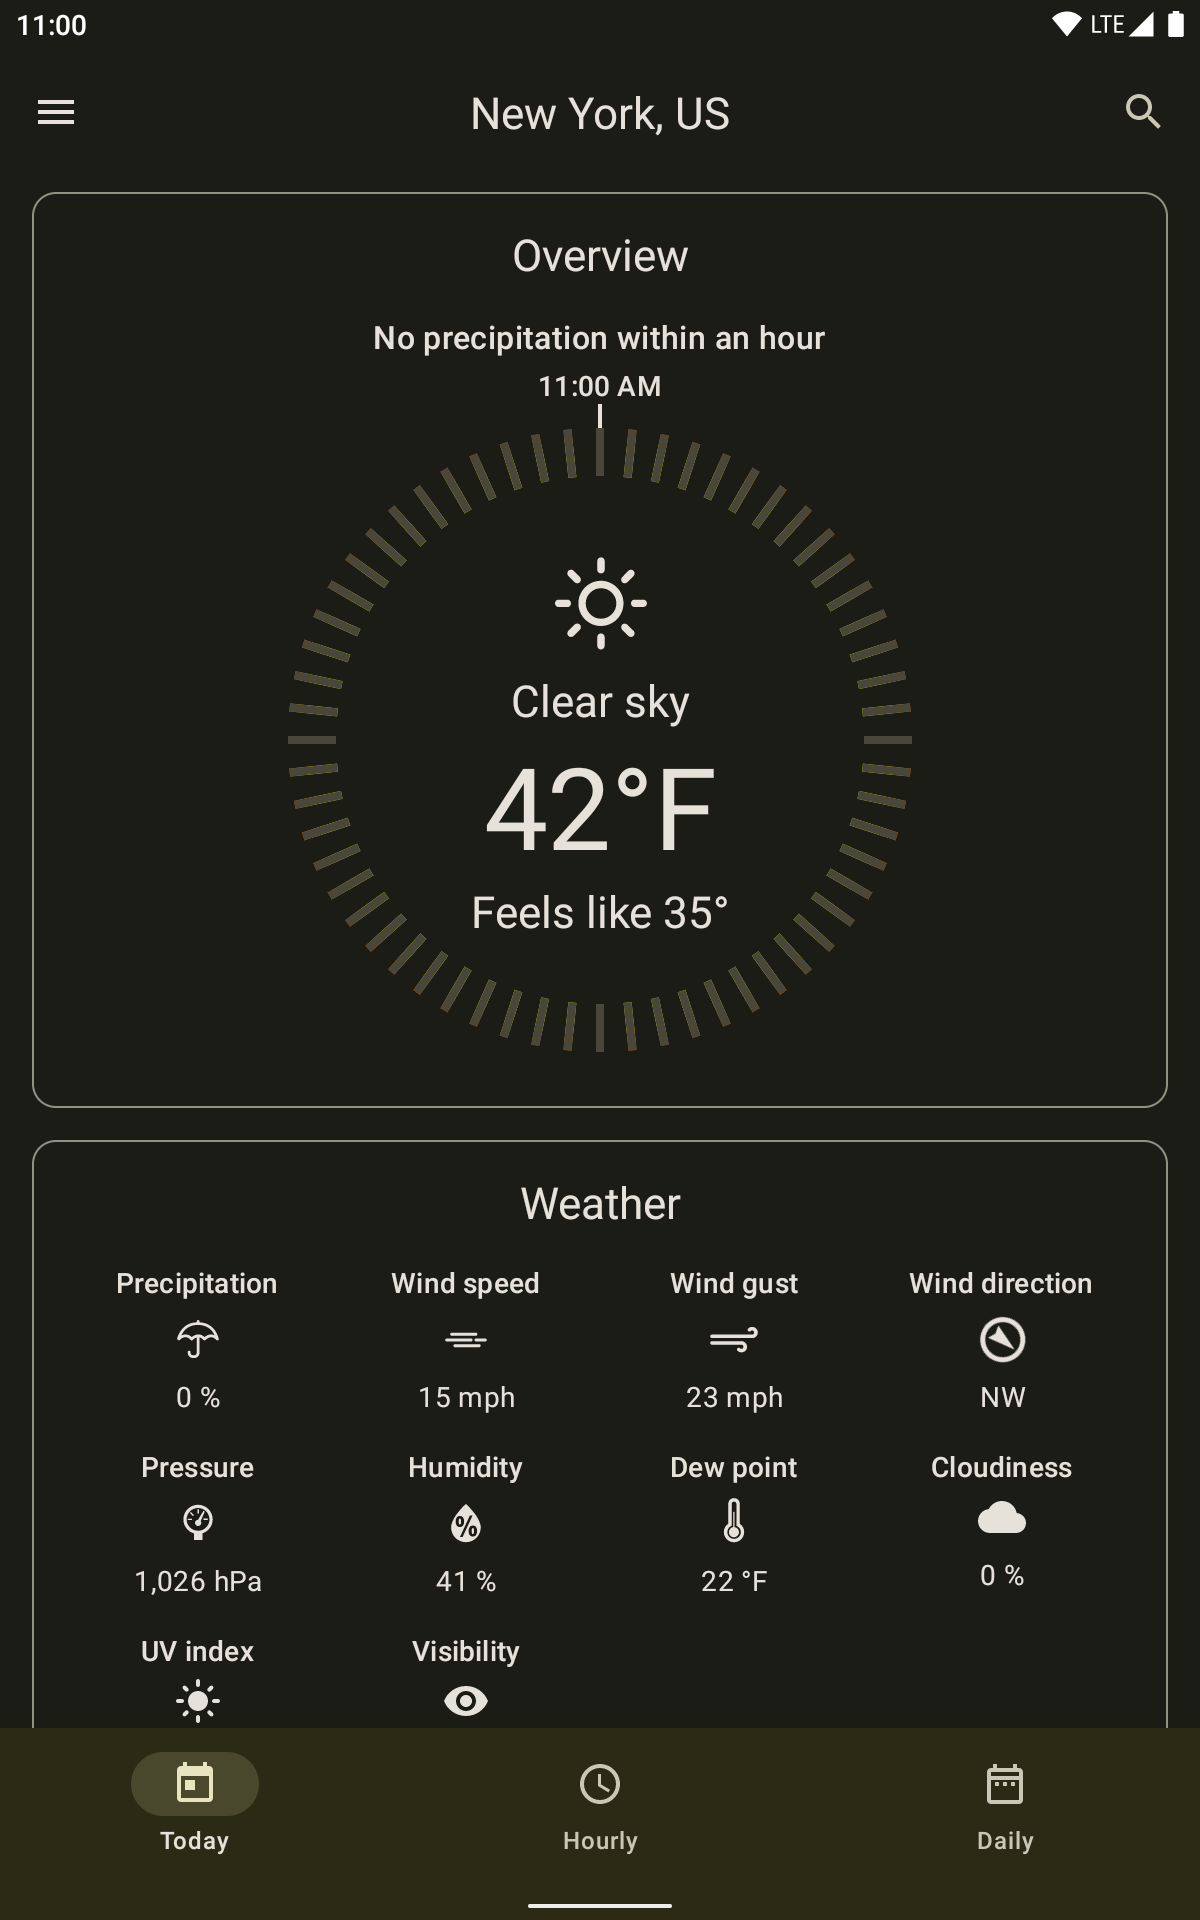 11:00 LTE
New York, US
Overview
No precipitation within an hour
11:00 AM
Clear sky
42°F
Feels like 35°
Weather
Precipitation Wind speed Wind gust Wind direction
0 % 15 mph 23 mph NW
Pressure Humidity Dew point Cloudiness
%
1,026 hPa 41 % 22 °F 0 %
UV index Visibility
Today Hourly Daily